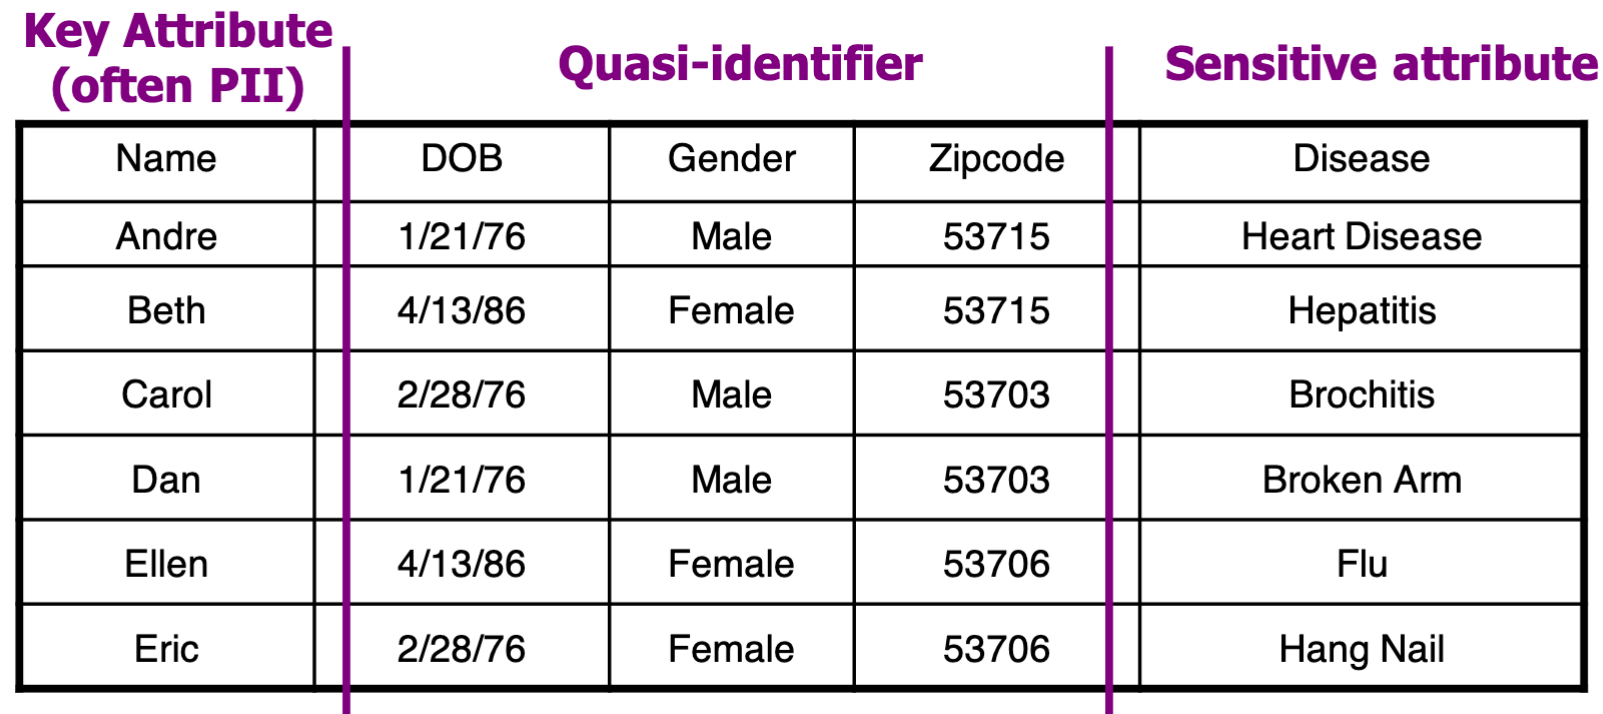 Key Attribute
(often PII)
Quasi-identifier
Sensitive attribute
Name DOB Gender Zipcode Disease
Andre 1/21/76 Male 53715 Heart Disease
Beth 4/13/86 Female 53715 Hepatitis
Carol 2/28/76 Male 53703 Brochitis
Dan 1/21/76 Male 53703 Broken Arm
Ellen 4/13/86 Female 53706 Flu
Eric 2/28/76 Female 53706 Hang Nail